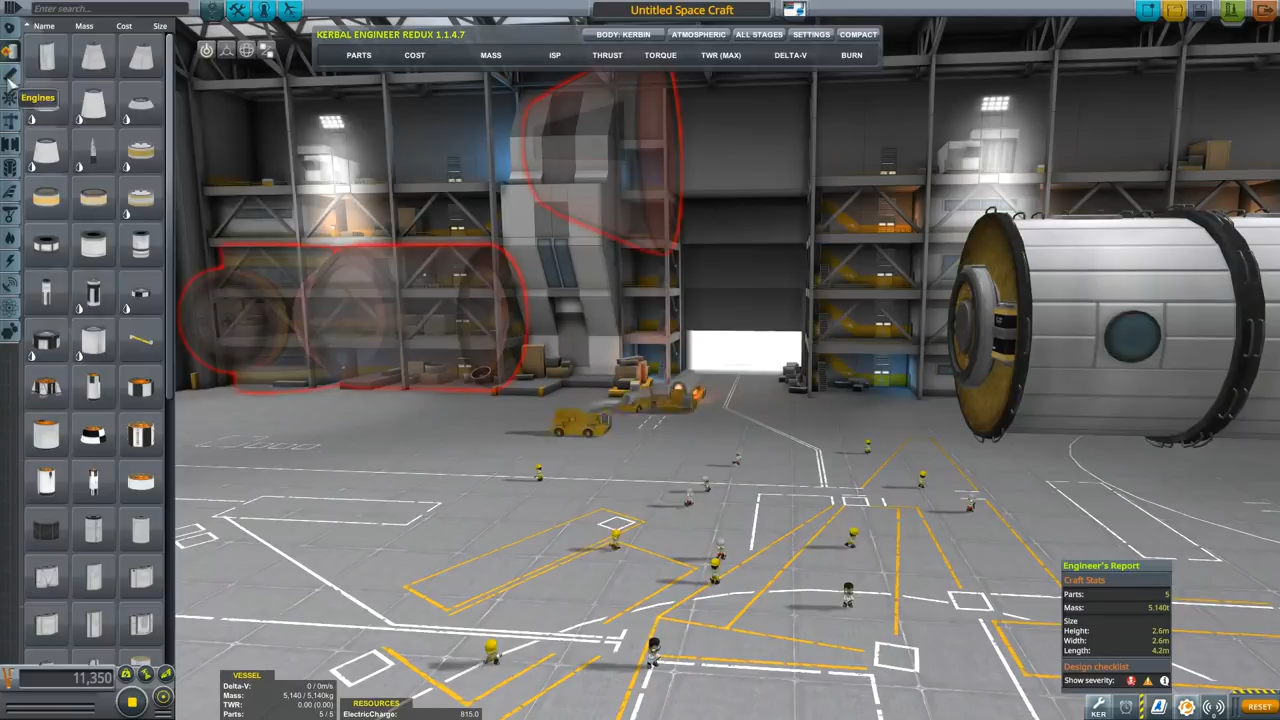 Enter search...
Untitled Space Craft
Name Mass Cost Size
KERBAL ENGINEER REDUX 1.1.4.7
BODY: KERBIN
ATMOSPHERIC
ALL STAGES
SETTINGS
COMPACT
PARTS COST MASS ISP THRUST TORQUE TWR (MAX) DELTA-V BURN
Engines
Engineer's Report
Craft Stats
Parts: 5
Mass: 5.140t
Size
Height: 2.6m
Width: 2.6m
Length: 4.2m
Design checklist
Show severity:
11,350
VESSEL
Delta-V: 0 / 0m/s
Mass: 5,140 / 5,140kg
TWR: 0.00 (0.00)
Parts: 5 / 5
RESOURCES
ElectricCharge: 815.0
KER
RESET